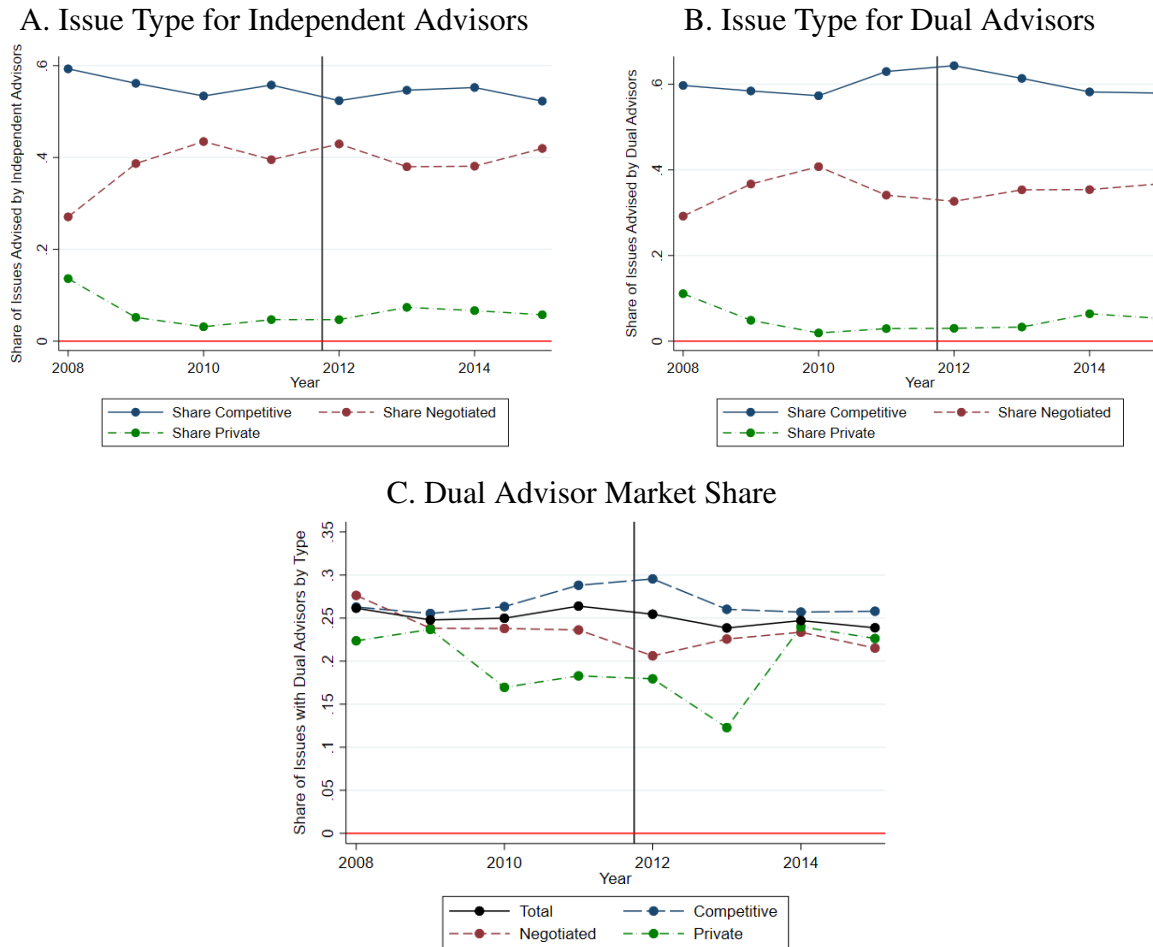 A. Issue Type for Independent Advisors
Share of Issues Advised by Independent Advisors
.6
.4
.2
0
2008 2010 2012 2014
Year
Share Competitive Share Negotiated
Share Private
B. Issue Type for Dual Advisors
Share of Issues Advised by Dual Advisors
.6
.4
.2
0
2008 2010 2012 2014
Year
Share Competitive Share Negotiated
Share Private
C. Dual Advisor Market Share
Share of Issues with Dual Advisors by Type
.35
.3
.25
.2
.15
.1
.05
0
2008 2010 2012 2014
Year
Total Competitive
Negotiated Private